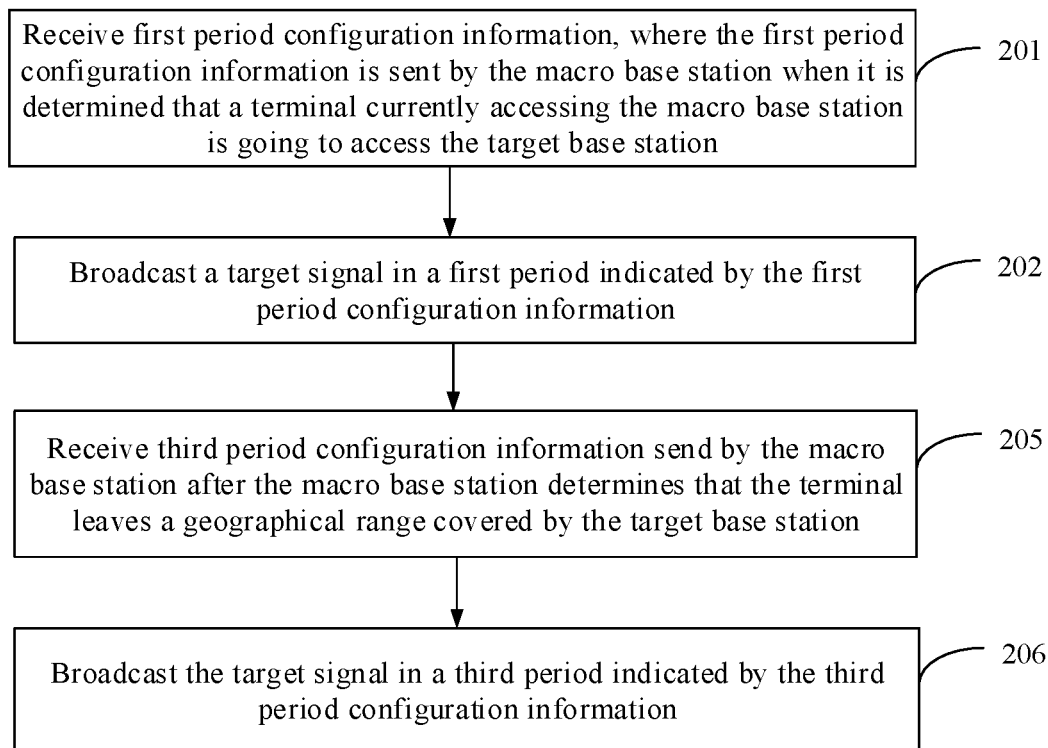 Receive first period configuration information, where the first period
configuration information is sent by the macro base station when it is
determined that a terminal currently accessing the macro base station
is going to access the target base station
201
Broadcast a target signal in a first period indicated by the first
period configuration information
202
Receive third period configuration information send by the macro
base station after the macro base station determines that the terminal
leaves a geographical range covered by the target base station
205
Broadcast the target signal in a third period indicated by the third
period configuration information
206